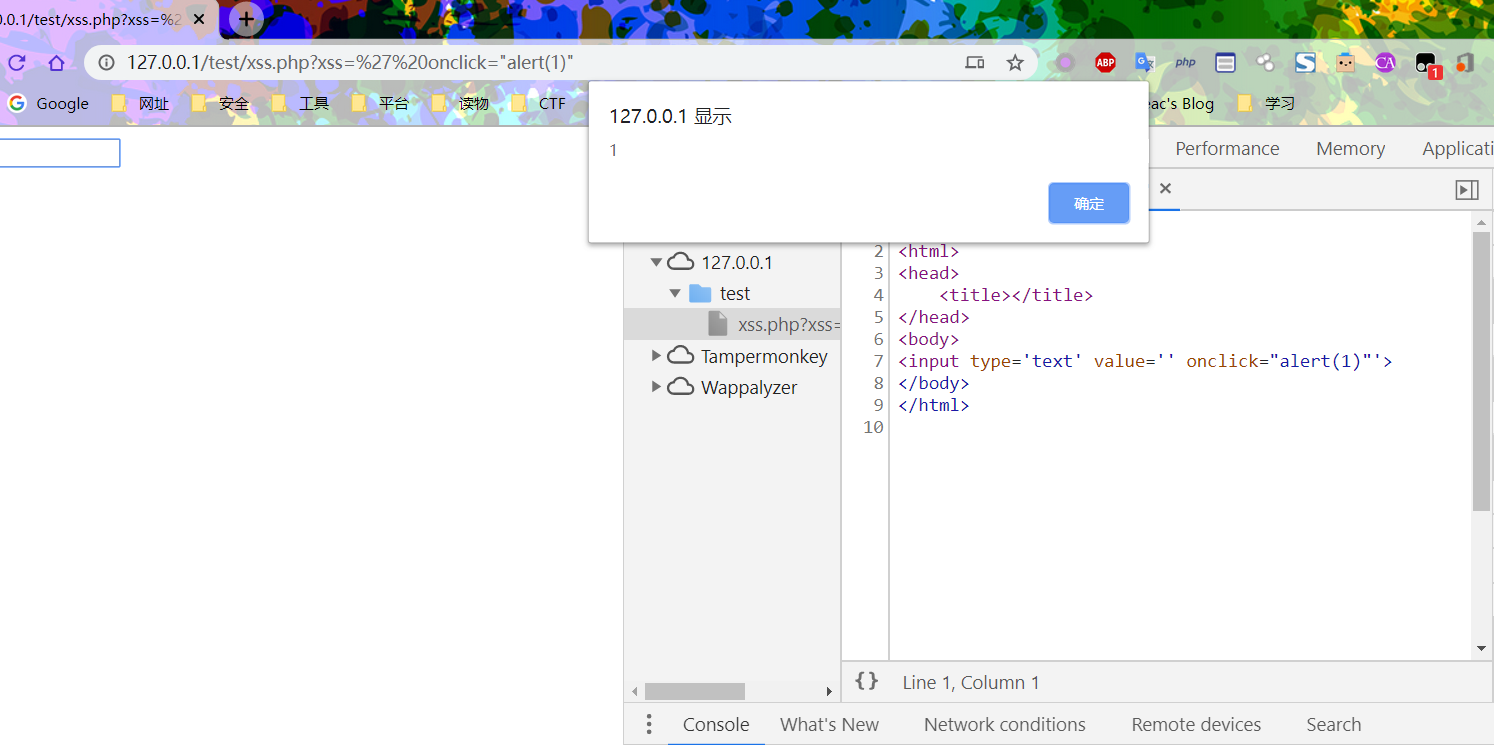 0.0.1/test/xss.php?xss=%2
127.0.0.1/test/xss.php?xss=%27%20onclick="alert(1)"
ABP
php
S
CA
1
Google 网址 安全 工具 平台 读物 CTF
eac's Blog 学习
127.0.0.1 显示
1
确定
Performance Memory Applicati
127.0.0.1
test
xss.php?xss=
Tampermonkey
Wappalyzer
2 <html>
3 <head>
4 <title></title>
5 </head>
6 <body>
7 <input type='text' value='' onclick="alert(1)"'>
8 </body>
9 </html>
10
{} Line 1, Column 1
Console What's New Network conditions Remote devices Search